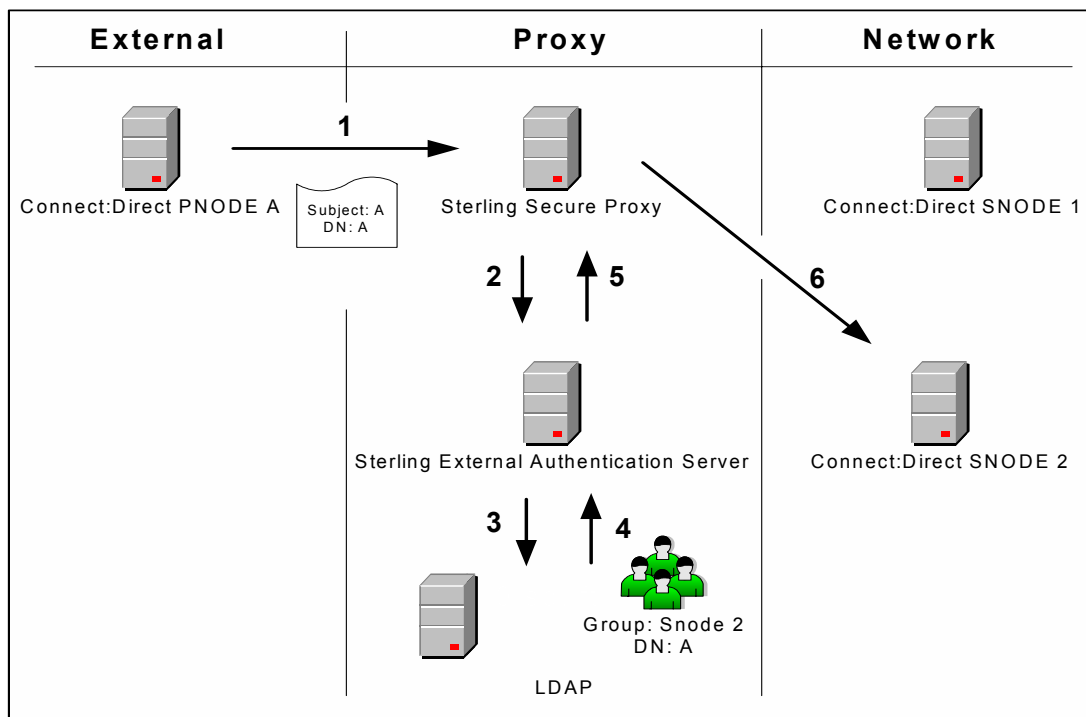 External
Proxy
Network
1
Connect:Direct PNODE A
Subject: A
DN: A
Sterling Secure Proxy
Connect:Direct SNODE 1
2
5
6
Sterling External Authentication Server
Connect:Direct SNODE 2
3
4
Group: Snode 2
DN: A
LDAP